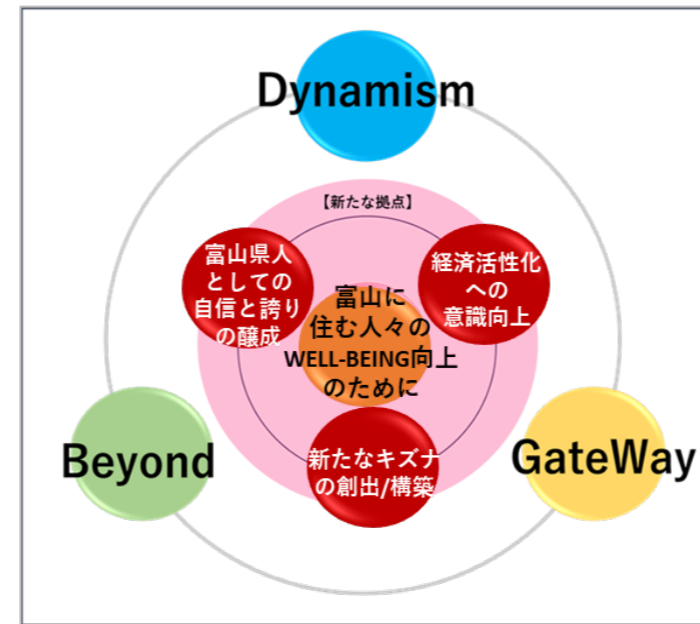 Dynamism
【新たな拠点】
富山県人
としての
自信と誇り
の醸成
経済活性化
への
意識向上
富山に
住む人々の
WELL-BEING向上
のために
Beyond
GateWay
新たなキズナ
の創出/構築